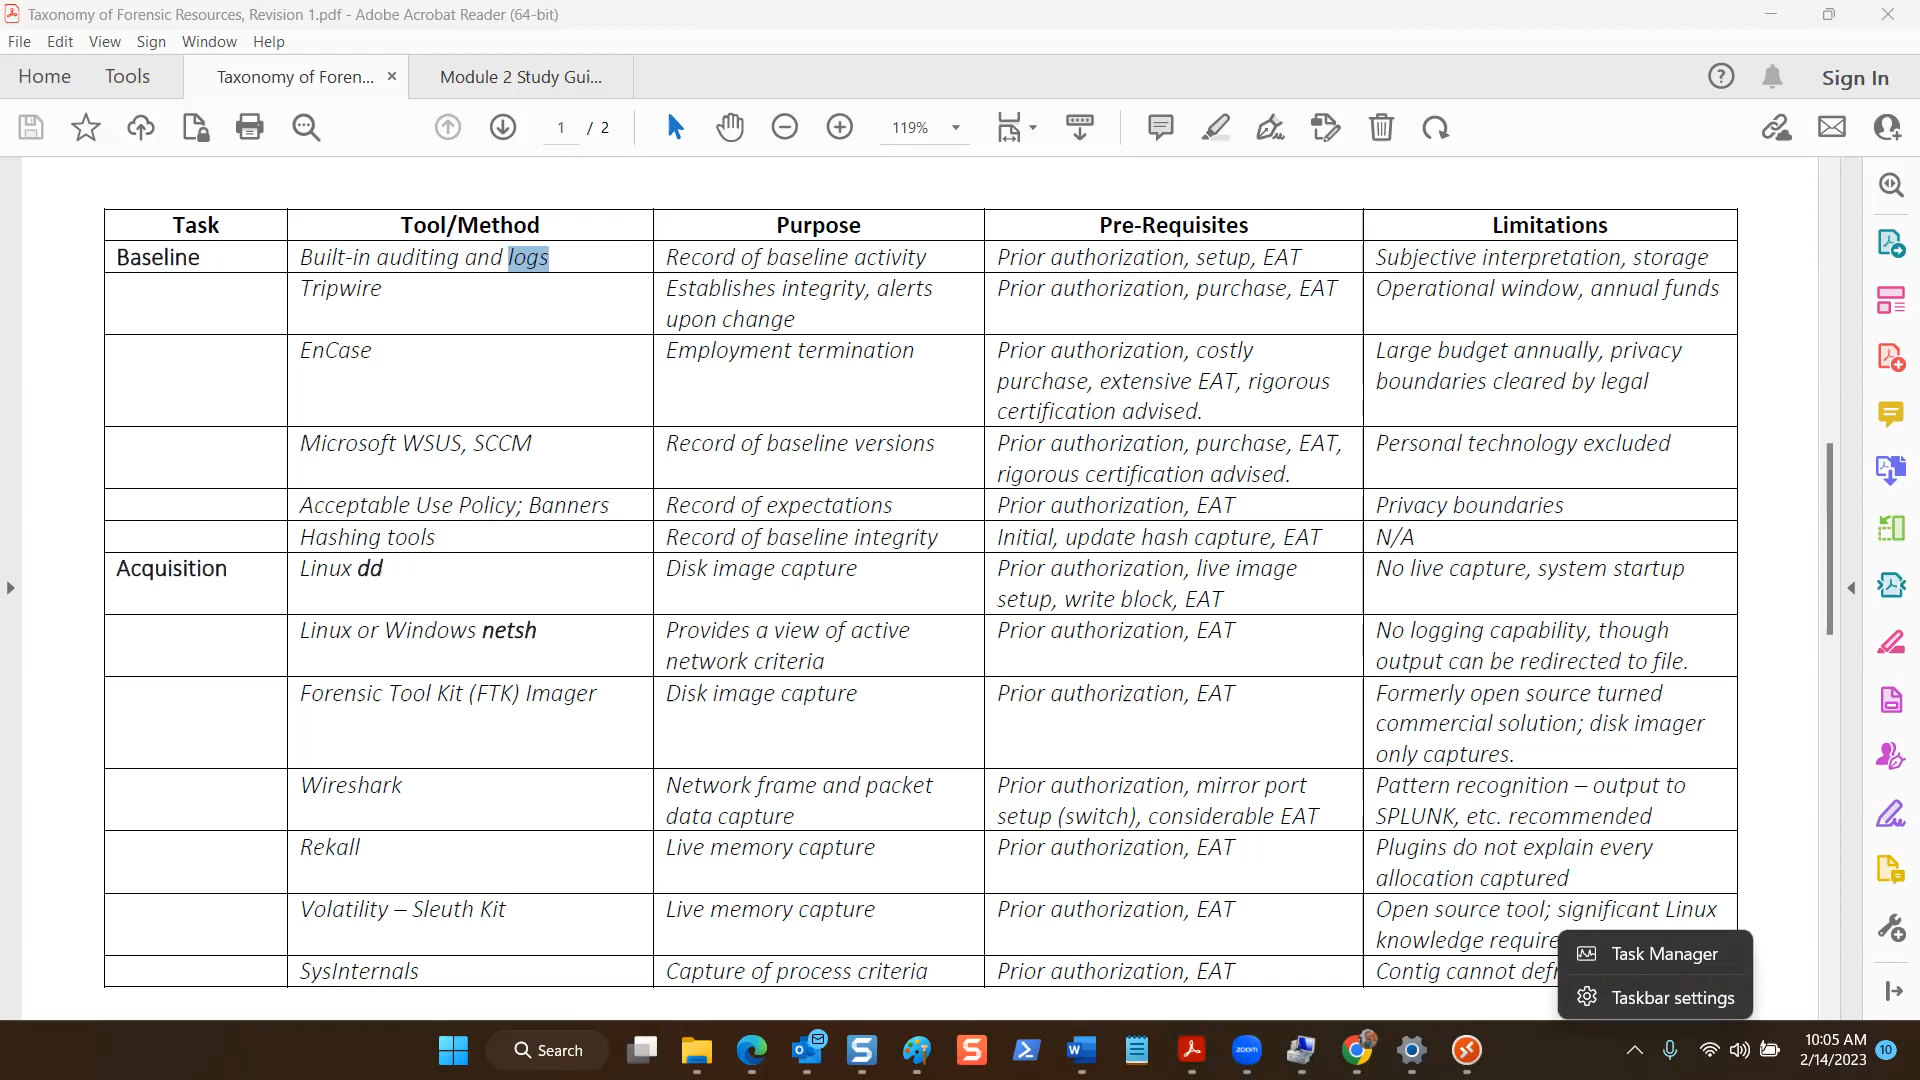 Taxonomy of Forensic Resources, Revision 1.pdf - Adobe Acrobat Reader (64-bit)
File Edit View Sign Window Help
Home Tools Taxonomy of Foren... × Module 2 Study Gui... Sign In
1 / 2 119%
Task Tool/Method Purpose Pre-Requisites Limitations
Baseline Built-in auditing and logs Record of baseline activity Prior authorization, setup, EAT Subjective interpretation, storage
Tripwire Establishes integrity, alerts Prior authorization, purchase, EAT Operational window, annual funds
upon change
EnCase Employment termination Prior authorization, costly Large budget annually, privacy
purchase, extensive EAT, rigorous boundaries cleared by legal
certification advised.
Microsoft WSUS, SCCM Record of baseline versions Prior authorization, purchase, EAT, Personal technology excluded
rigorous certification advised.
Acceptable Use Policy; Banners Record of expectations Prior authorization, EAT Privacy boundaries
Hashing tools Record of baseline integrity Initial, update hash capture, EAT N/A
Acquisition Linux dd Disk image capture Prior authorization, live image No live capture, system startup
setup, write block, EAT
Linux or Windows netsh Provides a view of active Prior authorization, EAT No logging capability, though
network criteria output can be redirected to file.
Forensic Tool Kit (FTK) Imager Disk image capture Prior authorization, EAT Formerly open source turned
commercial solution; disk imager
only captures.
Wireshark Network frame and packet Prior authorization, mirror port Pattern recognition – output to
data capture setup (switch), considerable EAT SPLUNK, etc. recommended
Rekall Live memory capture Prior authorization, EAT Plugins do not explain every
allocation captured
Volatility – Sleuth Kit Live memory capture Prior authorization, EAT Open source tool; significant Linux
knowledge require
SysInternals Capture of process criteria Prior authorization, EAT Contig cannot def
Task Manager
Taskbar settings
Search zoom 10:05 AM
2/14/2023 10